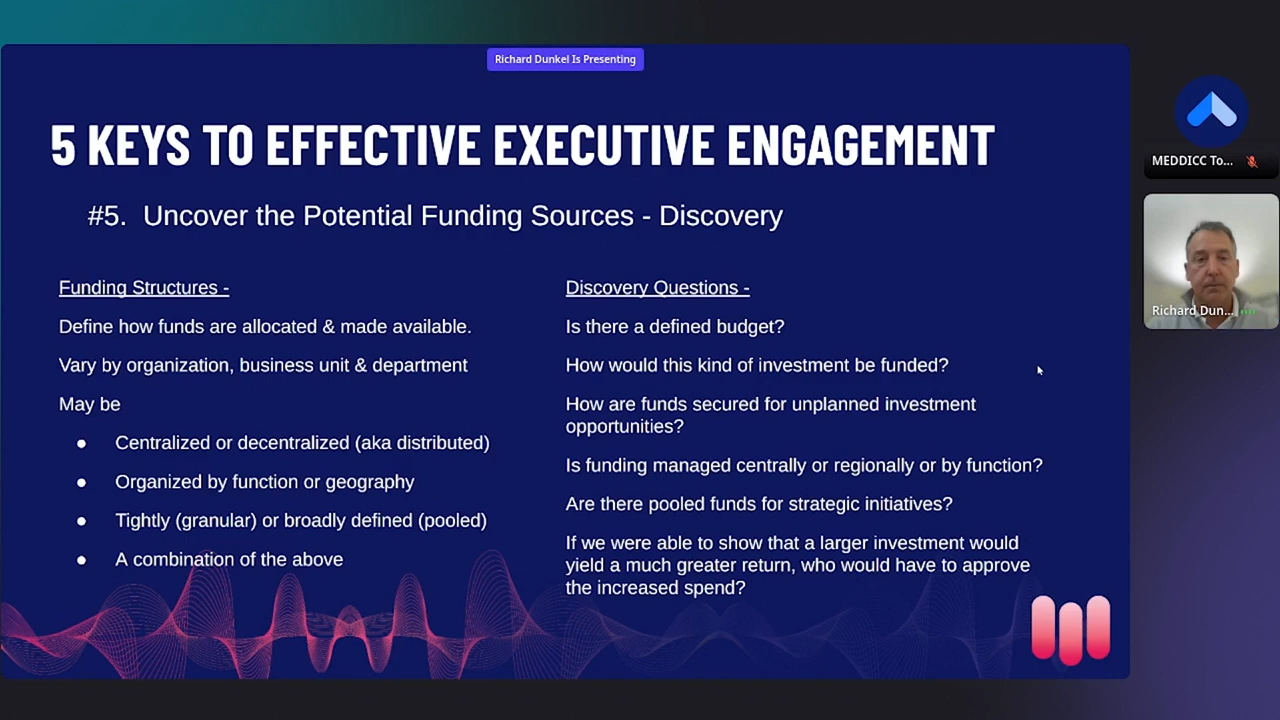 Richard Dunkel Is Presenting
5 KEYS TO EFFECTIVE EXECUTIVE ENGAGEMENT
#5. Uncover the Potential Funding Sources - Discovery
Funding Structures -
Define how funds are allocated & made available.
Vary by organization, business unit & department
May be
● Centralized or decentralized (aka distributed)
● Organized by function or geography
● Tightly (granular) or broadly defined (pooled)
● A combination of the above
Discovery Questions -
Is there a defined budget?
How would this kind of investment be funded?
How are funds secured for unplanned investment
opportunities?
Is funding managed centrally or regionally or by function?
Are there pooled funds for strategic initiatives?
If we were able to show that a larger investment would
yield a much greater return, who would have to approve
the increased spend?
MEDDICC To...
Richard Dun...